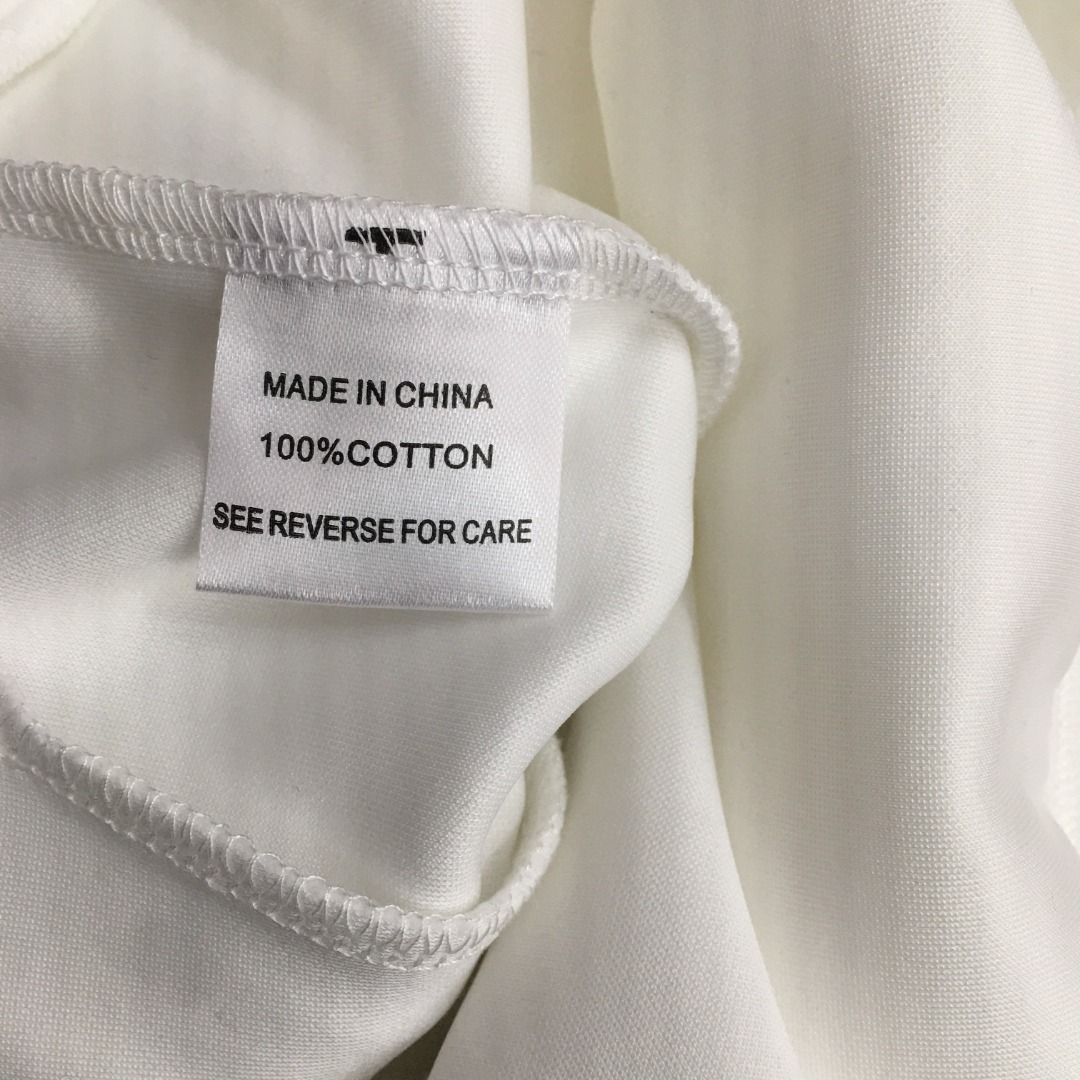 MADE IN CHINA
100%COTTON
SEE REVERSE FOR CARE